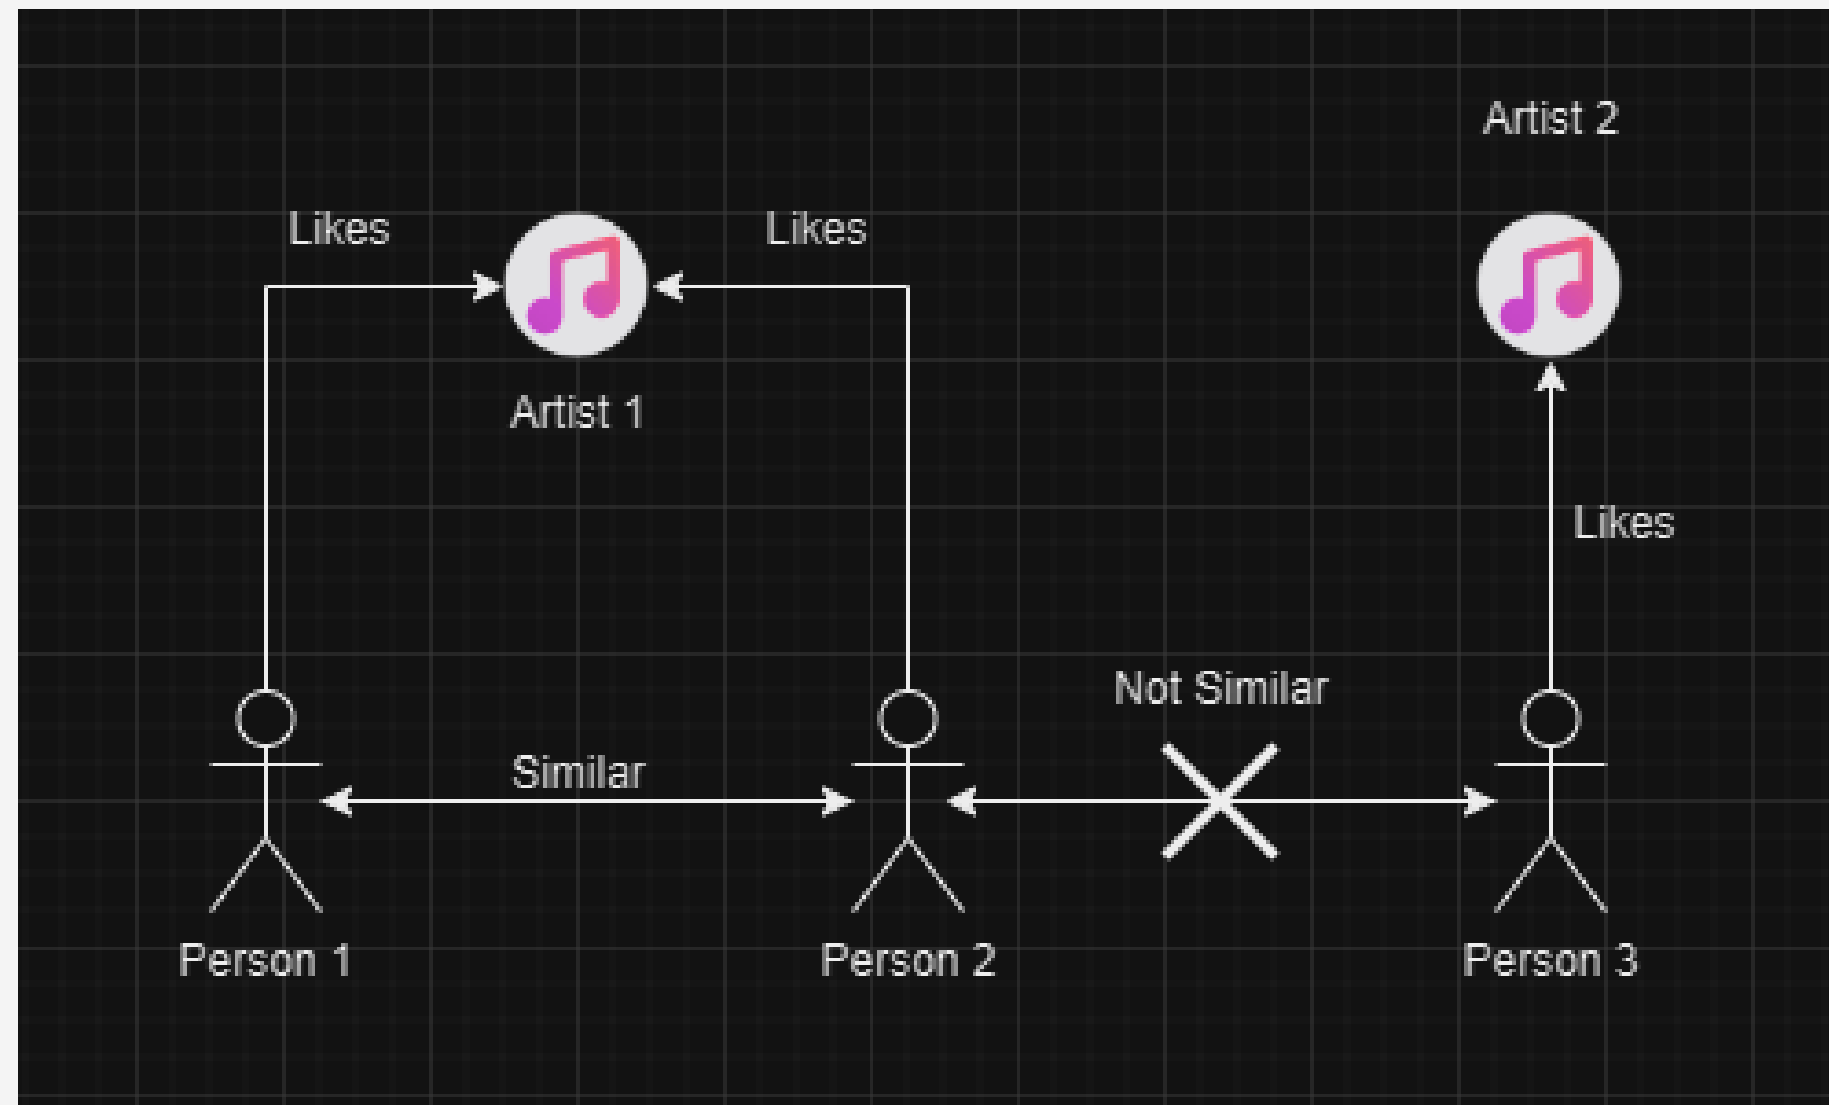 Artist 2
Likes
Likes
Artist 1
Likes
Not Similar
Similar
Person 1
Person 2
Person 3